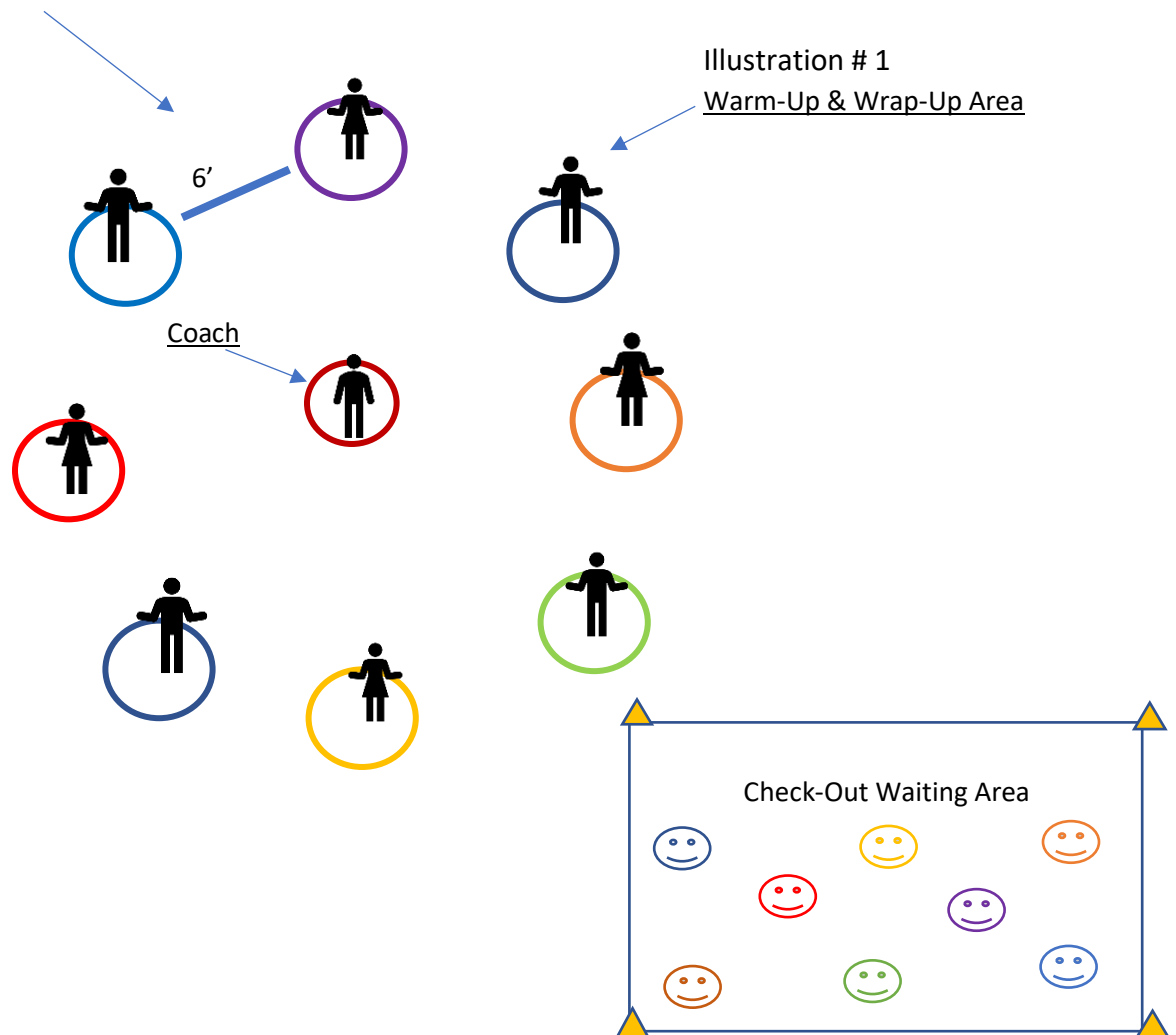 Illustration # 1
Warm-Up & Wrap-Up Area
6’
Coach
Check-Out Waiting Area